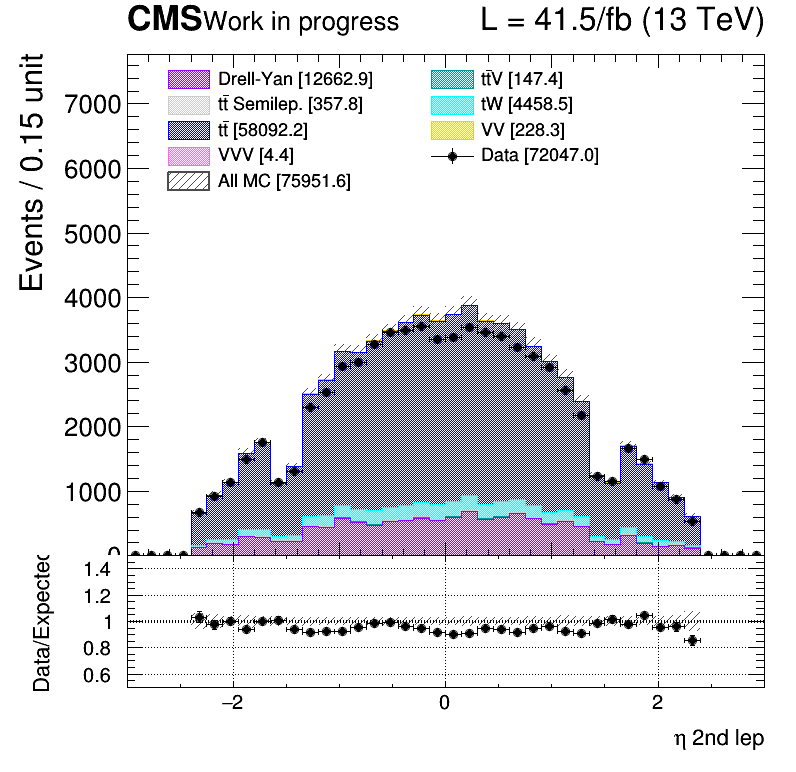 CMS Work in progress L = 41.5/fb (13 TeV)
Events / 0.15 unit
Drell-Yan [12662.9] tt̄V [147.4]
tt̄ Semilep. [357.8] tW [4458.5]
tt̄ [58092.2] VV [228.3]
VVV [4.4] Data [72047.0]
All MC [75951.6]
7000
6000
5000
4000
3000
2000
1000
0
Data/Expected
1.4
1.2
1
0.8
0.6
−2 0 2
η 2nd lep